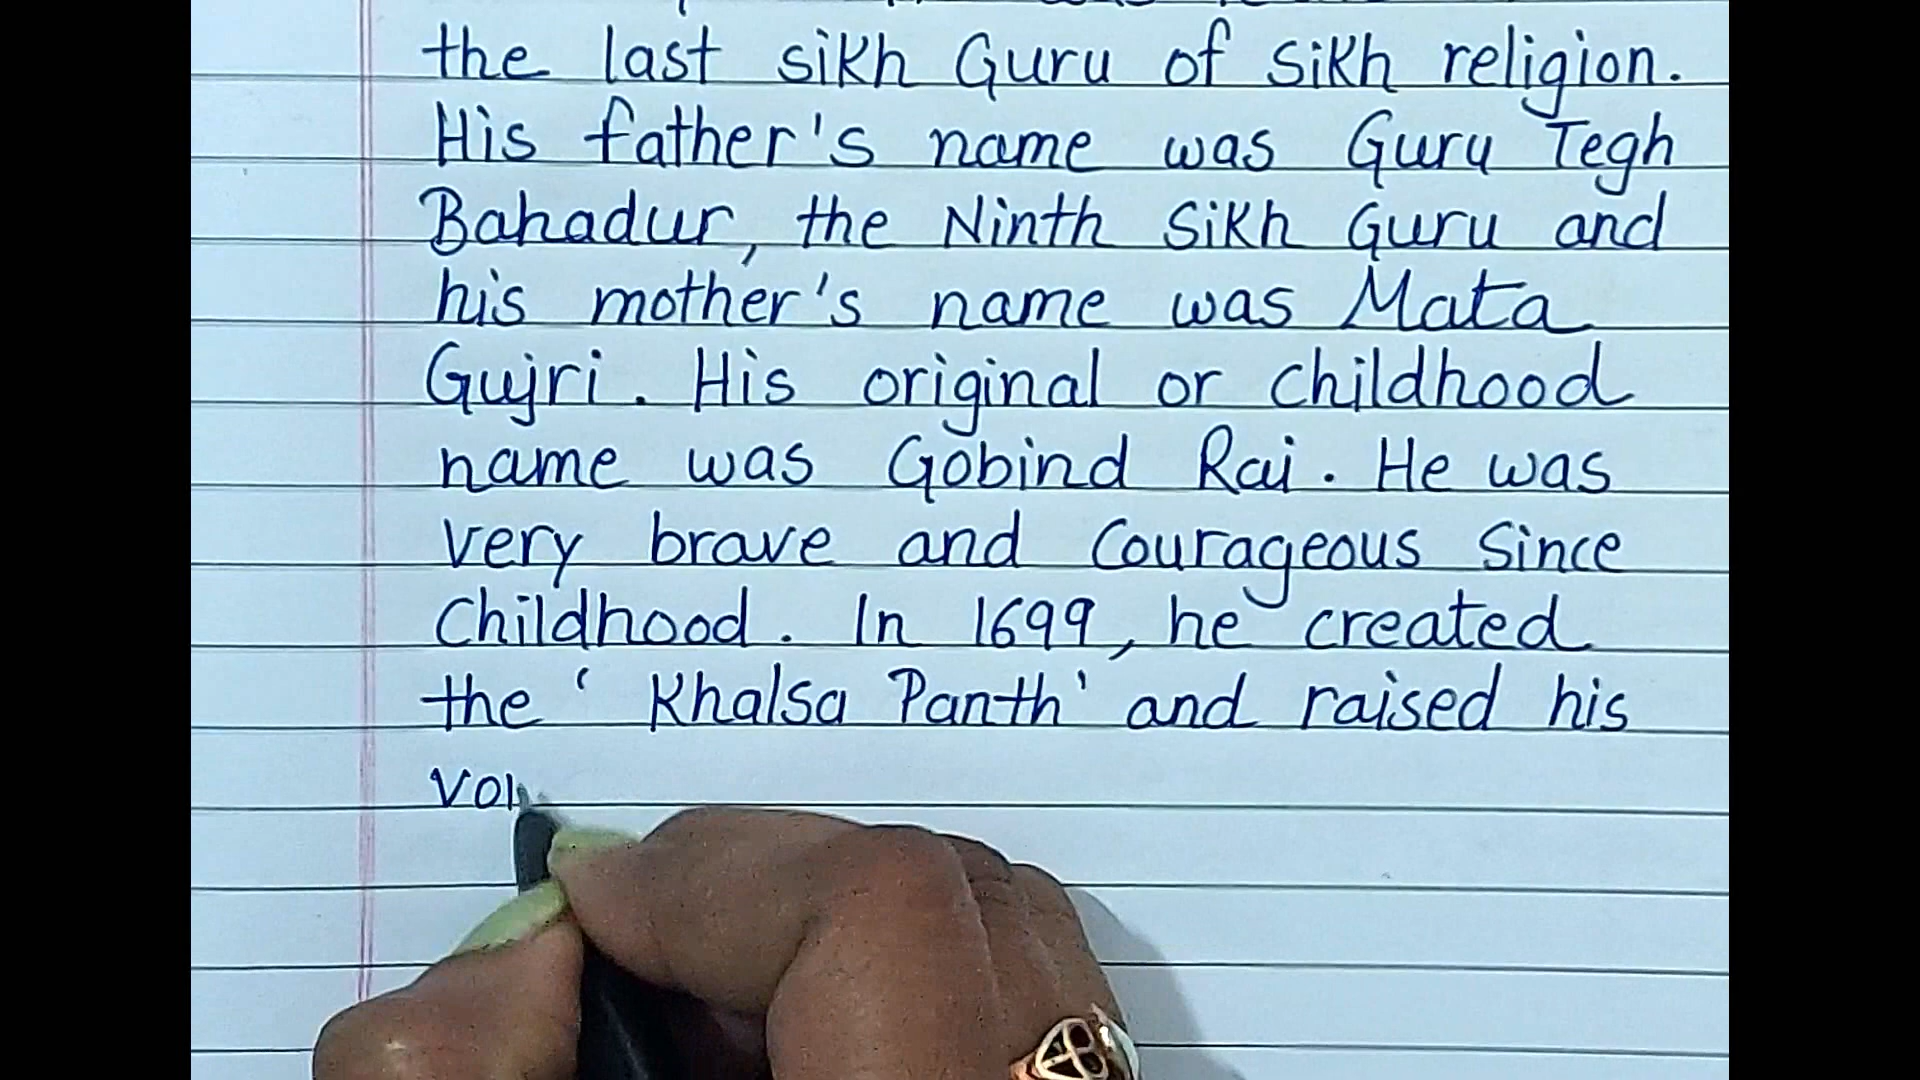 the last sikh Guru of Sikh religion.
His father's name was Guru Tegh
Bahadur, the Ninth Sikh Guru and
his mother's name was Mata
Gujri. His original or childhood
name was Gobind Rai. He was
very brave and courageous since
childhood. In 1699, he created
the ' Khalsa Panth' and raised his